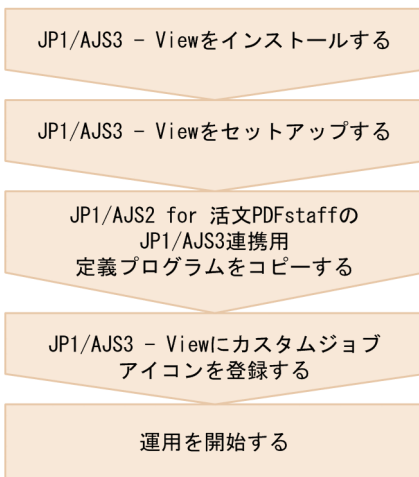 JP1/AJS3 - Viewをインストールする
JP1/AJS3 - Viewをセットアップする
JP1/AJS2 for 活文PDFstaffの
JP1/AJS3連携用
定義プログラムをコピーする
JP1/AJS3 - Viewにカスタムジョブ
アイコンを登録する
運用を開始する